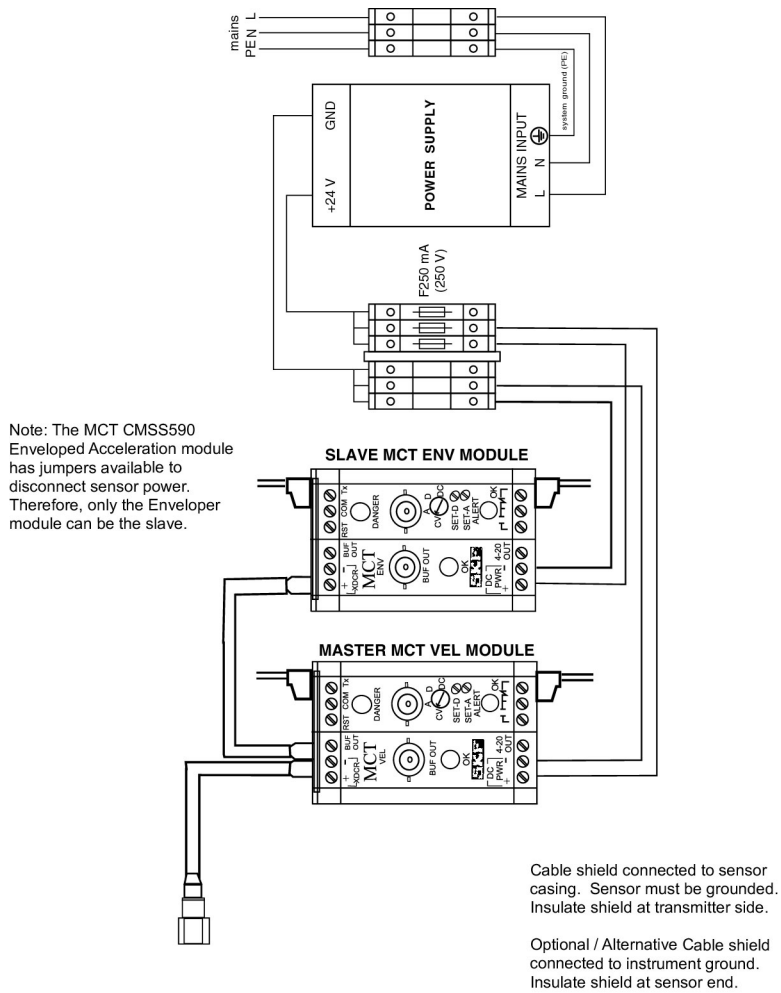 mains
L
N
PE
system ground (PE)
GND
+24 V
POWER SUPPLY
MAINS INPUT
N
L
F250 mA
(250 V)
Note: The MCT CMSS590
Enveloped Acceleration module
has jumpers available to
disconnect sensor power.
Therefore, only the Enveloper
module can be the slave.
SLAVE MCT ENV MODULE
RST COM Tx
DANGER
A
D
CV
DC
SET-D
SET-A
ALERT
OK
BUF
OUT
+ -
XDCR
MCT
ENV
BUF OUT
OK
SKF
DC
PWR
+ -
4-20
OUT
MASTER MCT VEL MODULE
RST COM Tx
DANGER
A
D
CV
DC
SET-D
SET-A
ALERT
OK
BUF
OUT
+ -
XDCR
MCT
VEL
BUF OUT
OK
SKF
DC
PWR
+ -
4-20
OUT
Cable shield connected to sensor
casing. Sensor must be grounded.
Insulate shield at transmitter side.
Optional / Alternative Cable shield
connected to instrument ground.
Insulate shield at sensor end.